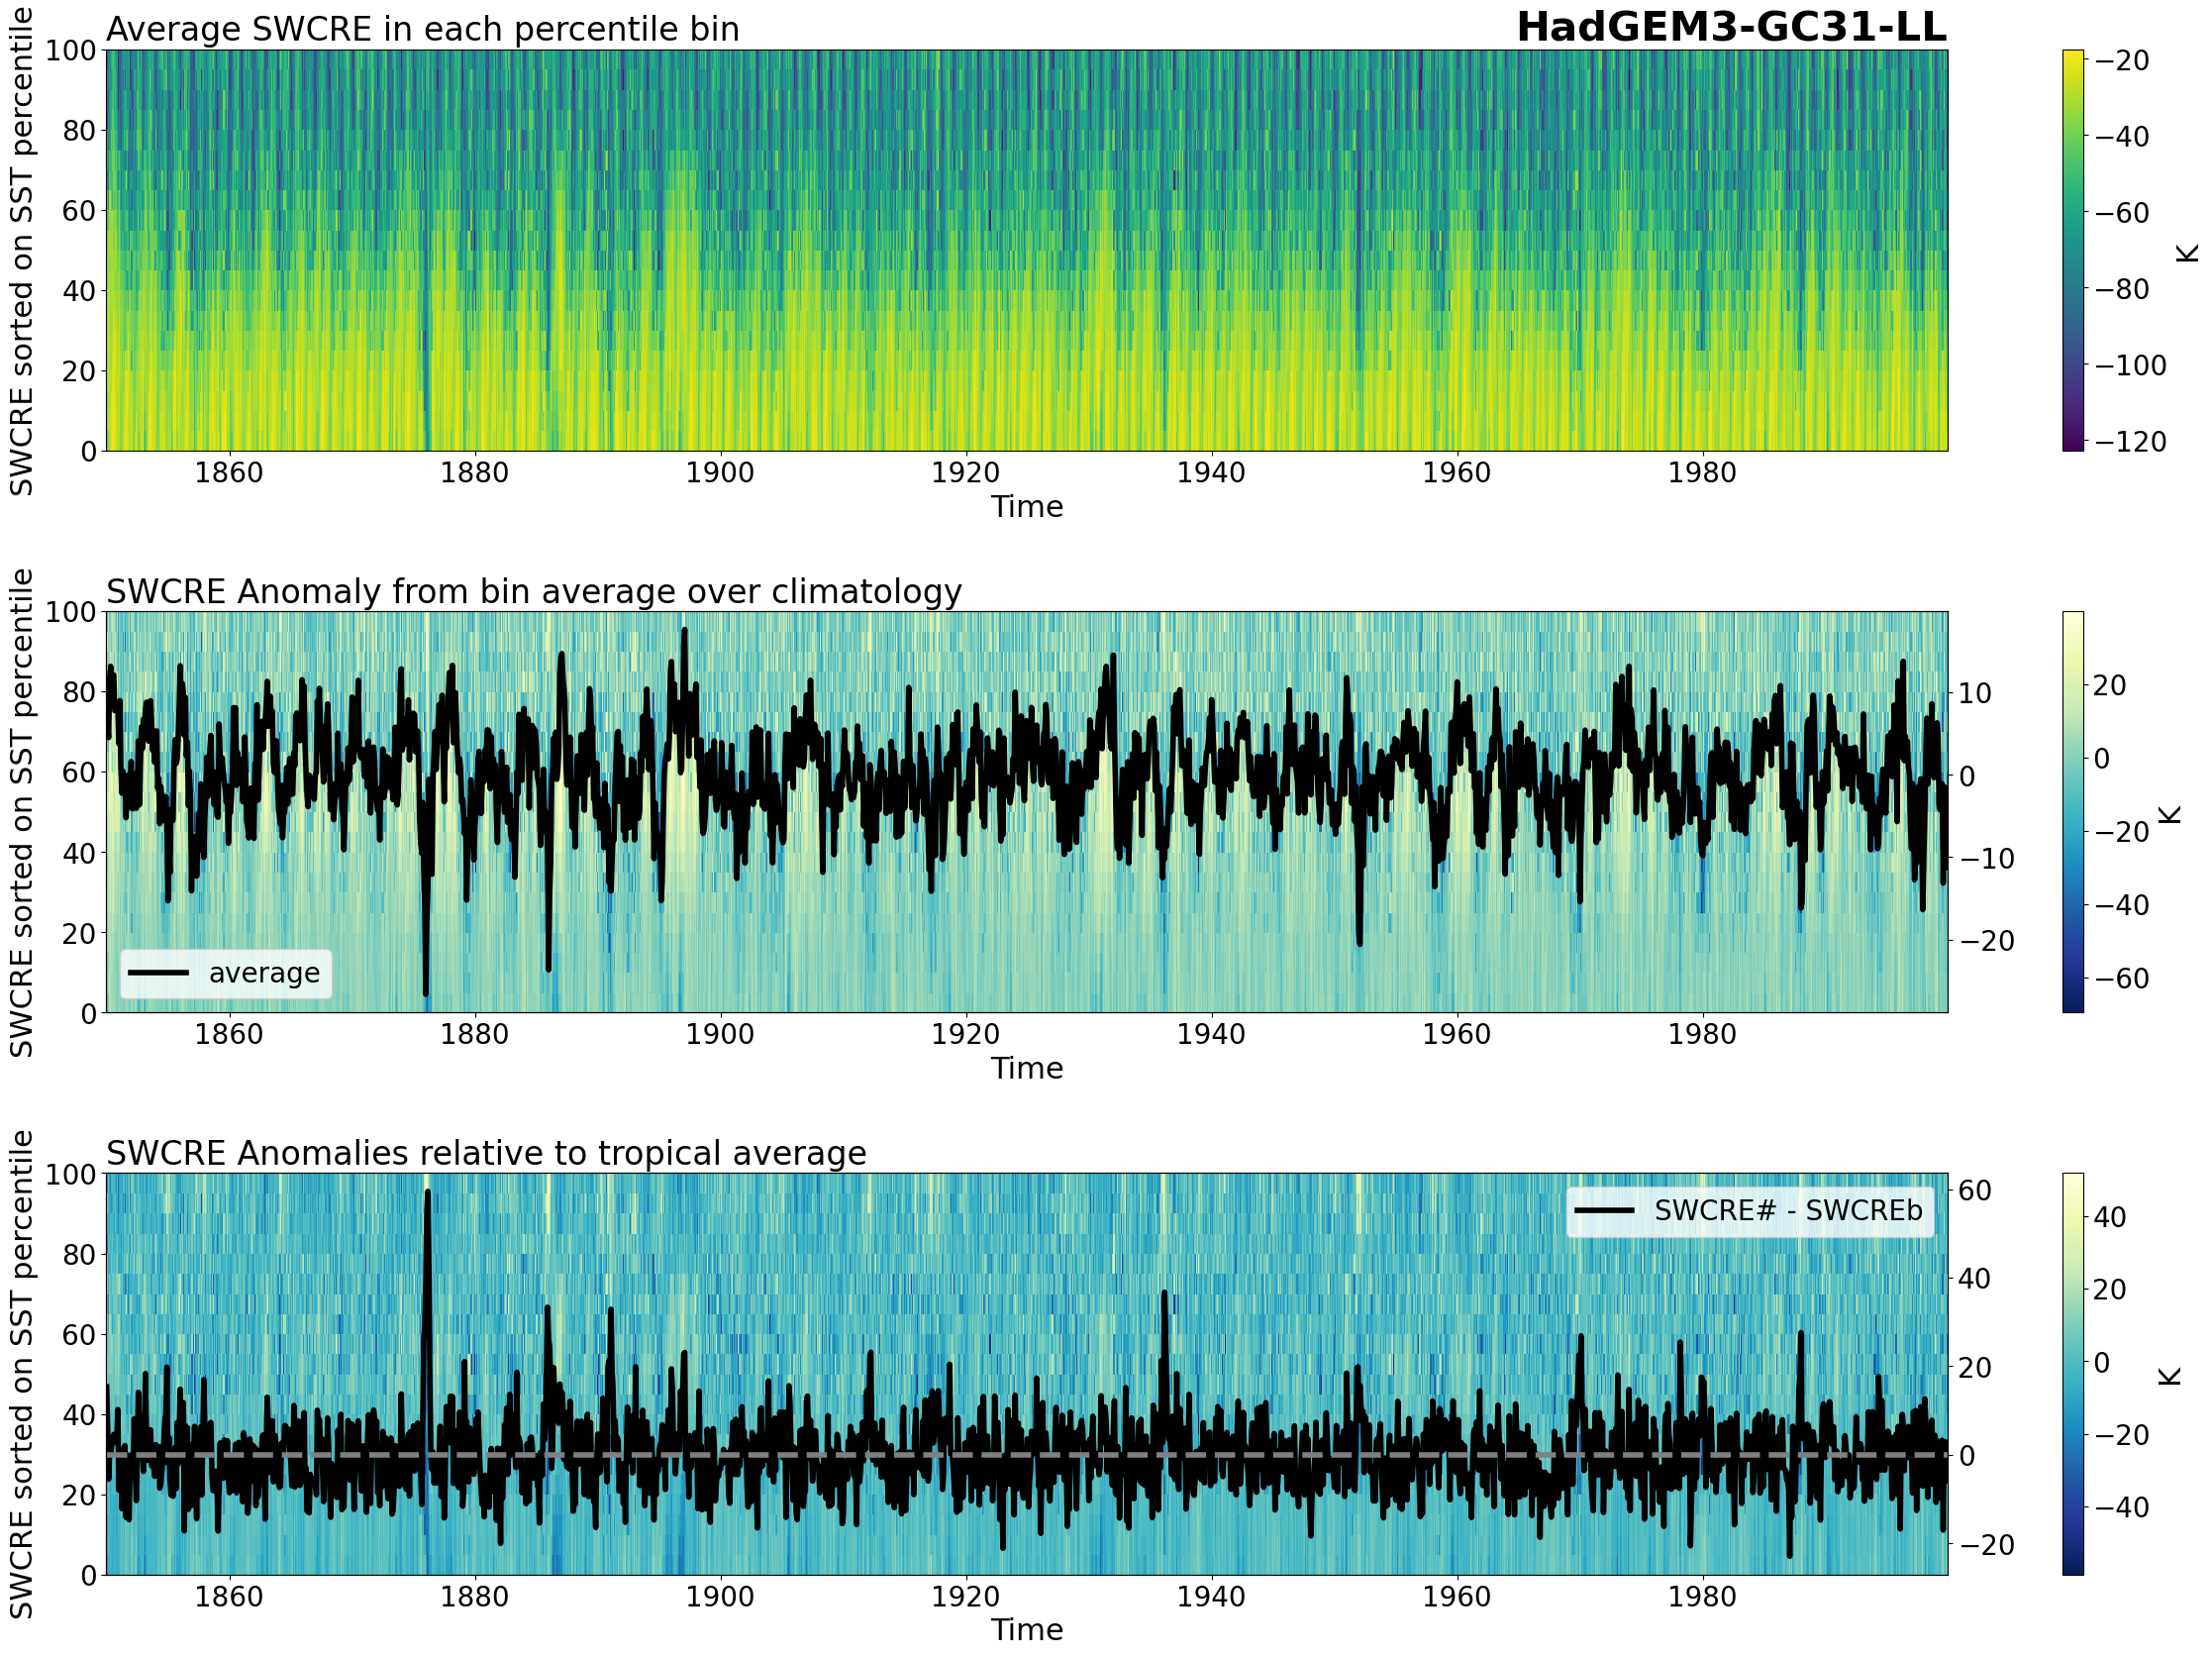 Average SWCRE in each percentile bin
HadGEM3-GC31-LL
SWCRE sorted on SST percentile
100
80
60
40
20
0
1860 1880 1900 1920 1940 1960 1980
Time
−20
−40
−60
−80
−100
−120
K
SWCRE Anomaly from bin average over climatology
SWCRE sorted on SST percentile
100
80
60
40
20
0
average
1860 1880 1900 1920 1940 1960 1980
Time
10
0
−10
−20
20
0
−20
−40
−60
K
SWCRE Anomalies relative to tropical average
SWCRE sorted on SST percentile
100
80
60
40
20
0
SWCRE# - SWCREb
1860 1880 1900 1920 1940 1960 1980
Time
60
40
20
0
−20
40
20
0
−20
−40
K